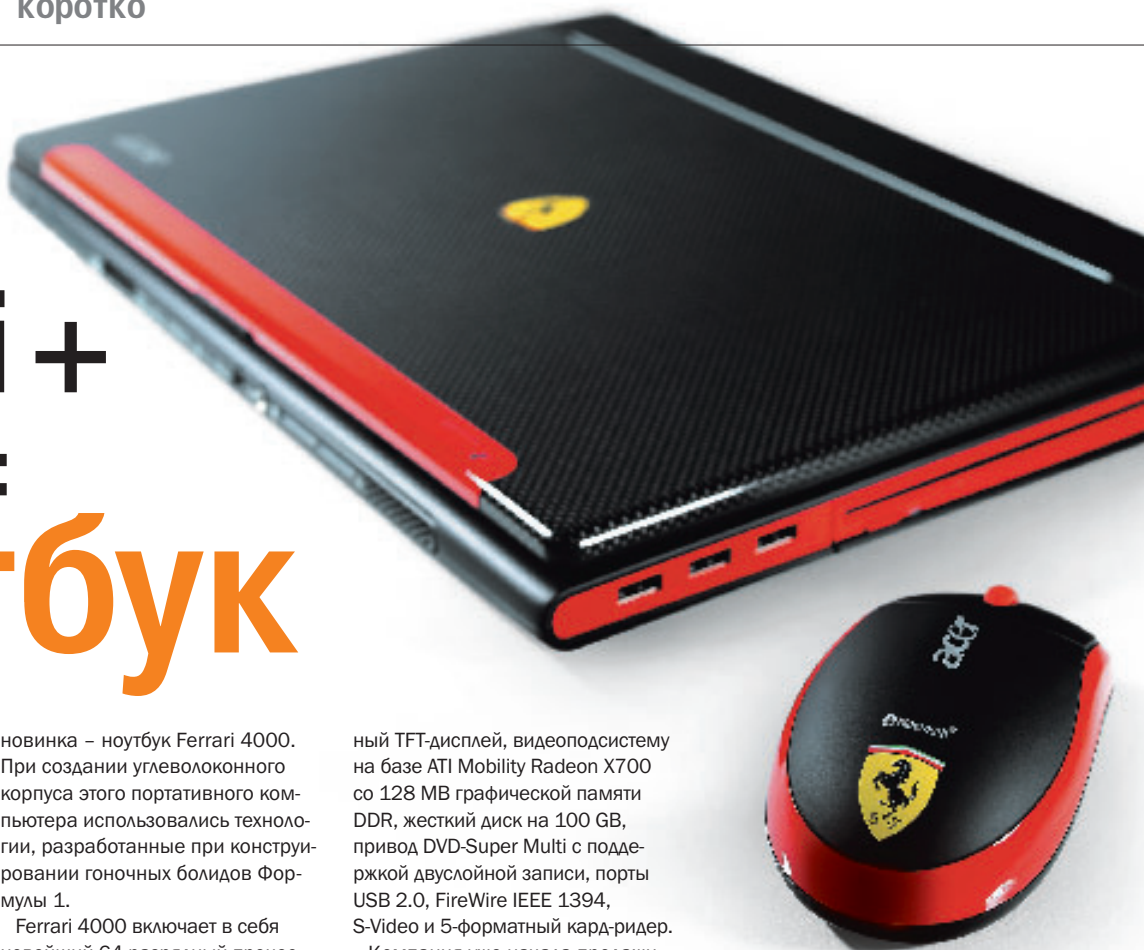 коротко
i +
=
тбук
новинка – ноутбук Ferrari 4000.
При создании углеволоконного
корпуса этого портативного ком-
пьютера использовались техноло-
гии, разработанные при конструи-
ровании гоночных болидов Фор-
мулы 1.
Ferrari 4000 включает в себя
ный TFT-дисплей, видеоподсистему
на базе ATI Mobility Radeon X700
со 128 MB графической памяти
DDR, жесткий диск на 100 GB,
привод DVD-Super Multi с подде-
ржкой двуслойной записи, порты
USB 2.0, FireWire IEEE 1394,
S-Video и 5-форматный кард-ридер.
acer
Bluetooth®